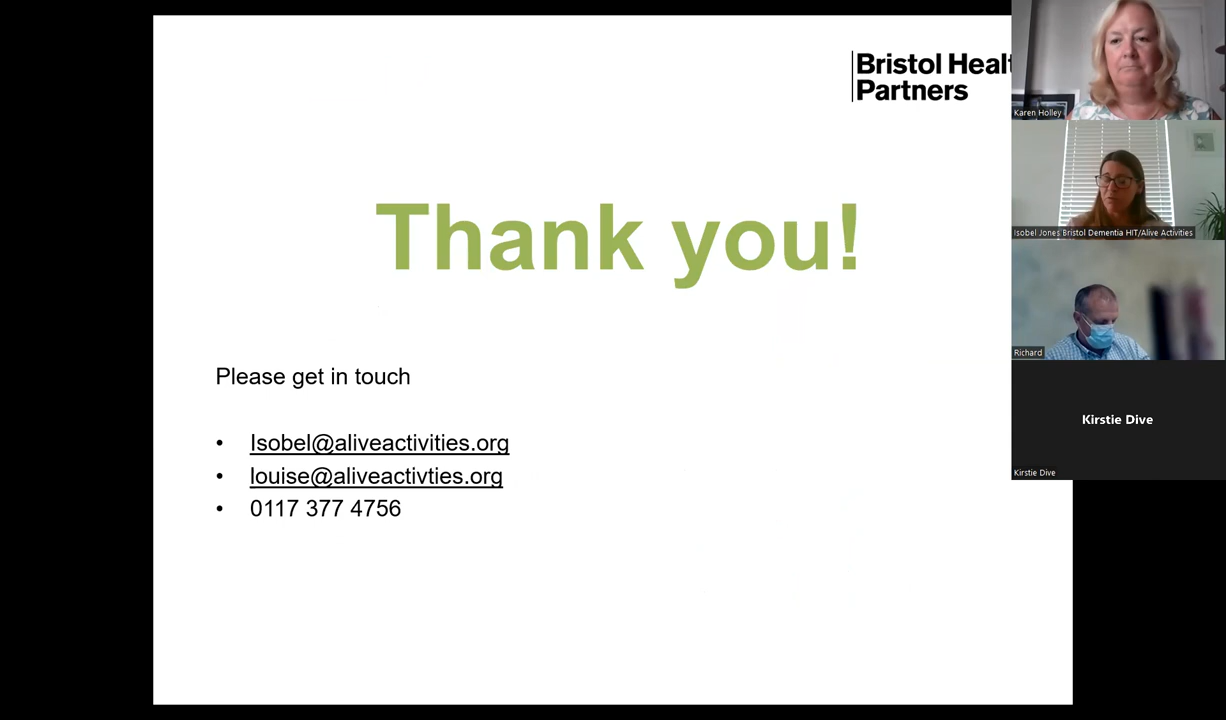 Bristol Healt
Partners
Thank you!
Please get in touch
• Isobel@aliveactivities.org
• louise@aliveactivties.org
• 0117 377 4756
Karen Holley
Isobel Jones Bristol Dementia HIT/Alive Activities
Richard
Kirstie Dive
Kirstie Dive